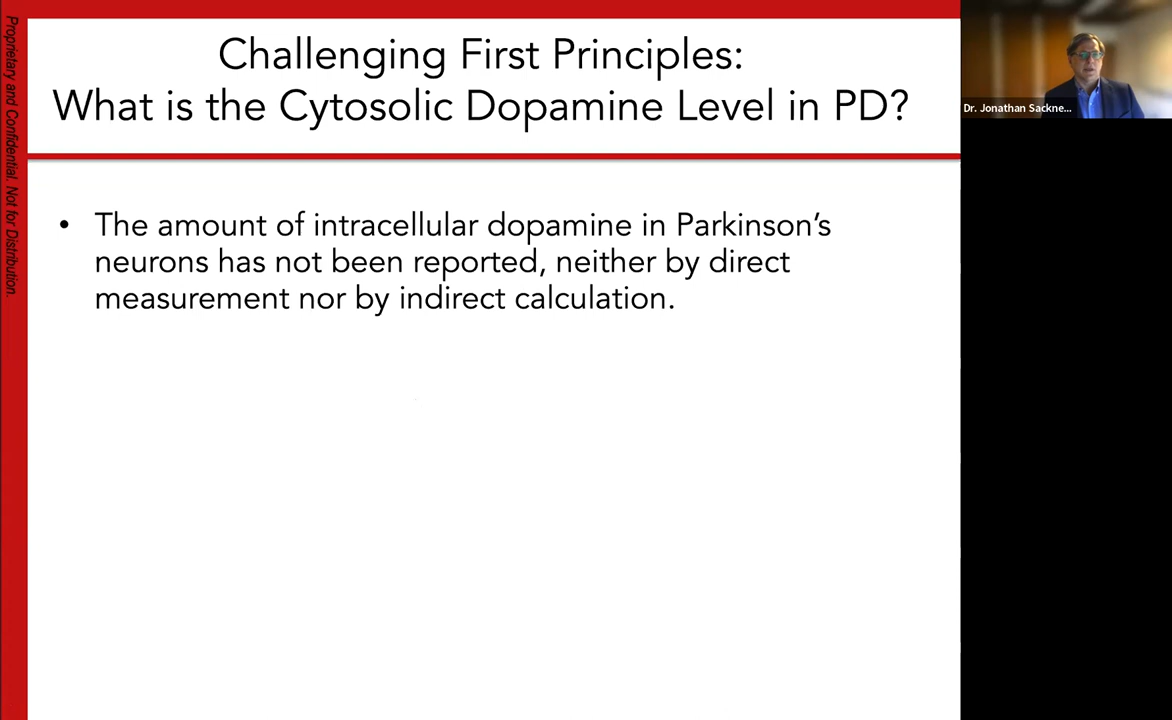 Challenging First Principles:
What is the Cytosolic Dopamine Level in PD?
• The amount of intracellular dopamine in Parkinson’s
neurons has not been reported, neither by direct
measurement nor by indirect calculation.
Proprietary and Confidential. Not for Distribution.
Dr. Jonathan Sackne...